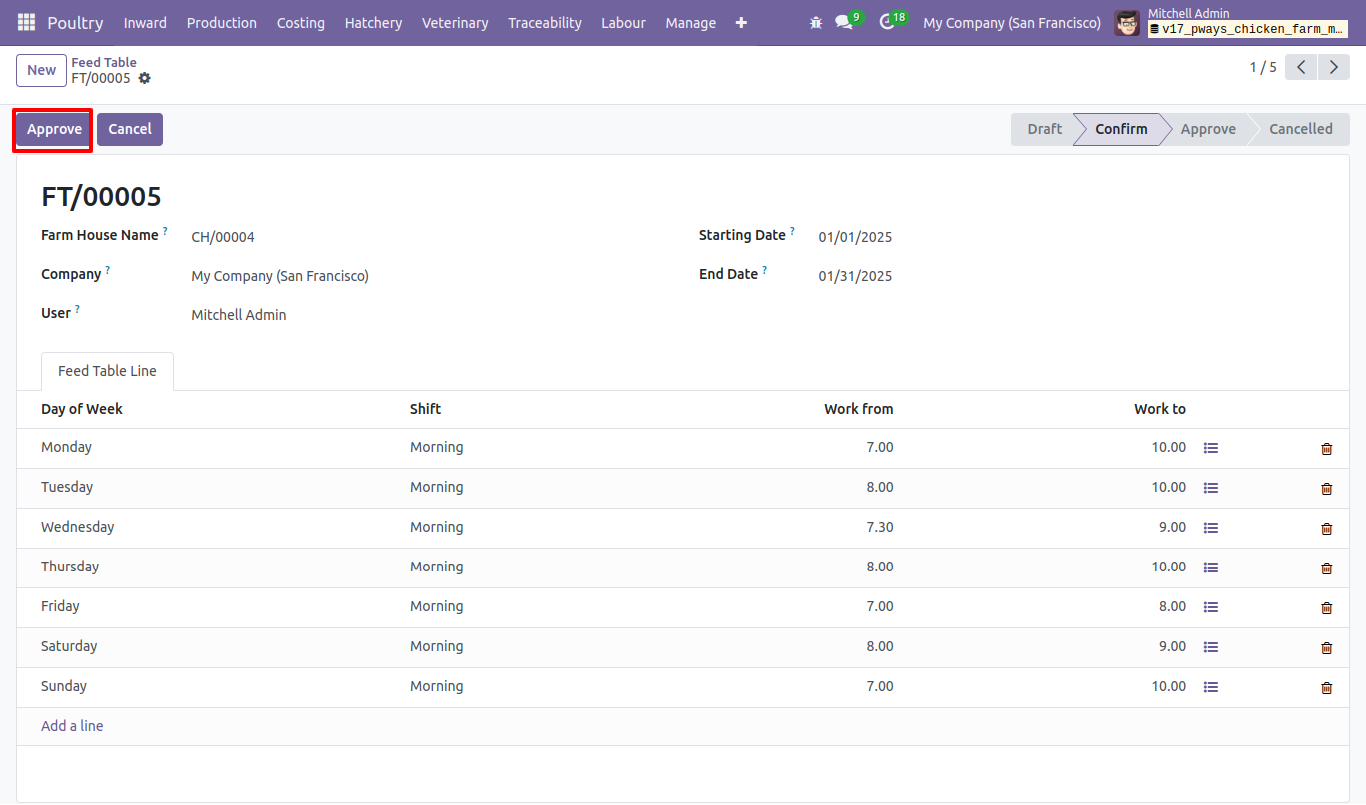 Poultry Inward Production Costing Hatchery Veterinary Traceability Labour Manage 9 18 My Company (San Francisco) Mitchell Admin
v17_pways_chicken_farm_m...
New Feed Table
FT/00005
1 / 5
Approve Cancel Draft Confirm Approve Cancelled
FT/00005
Farm House Name ? CH/00004 Starting Date ? 01/01/2025
Company ? My Company (San Francisco) End Date ? 01/31/2025
User ? Mitchell Admin
Feed Table Line
Day of Week Shift Work from Work to
Monday Morning 7.00 10.00
Tuesday Morning 8.00 10.00
Wednesday Morning 7.30 9.00
Thursday Morning 8.00 10.00
Friday Morning 7.00 8.00
Saturday Morning 8.00 9.00
Sunday Morning 7.00 10.00
Add a line